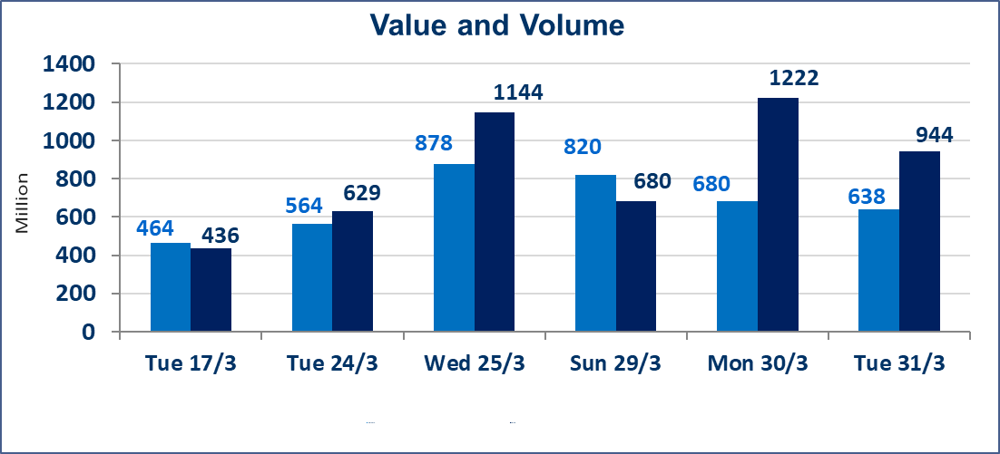 Value and Volume
1400
1200
1000
800
600
400
200
0
Million
464
436
564
629
878
1144
820
680
680
1222
638
944
Tue 17/3
Tue 24/3
Wed 25/3
Sun 29/3
Mon 30/3
Tue 31/3